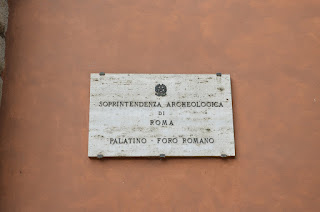 SOPRINTENDENZA ARCHEOLOGICA
DI
ROMA
PALATINO - FORO ROMANO